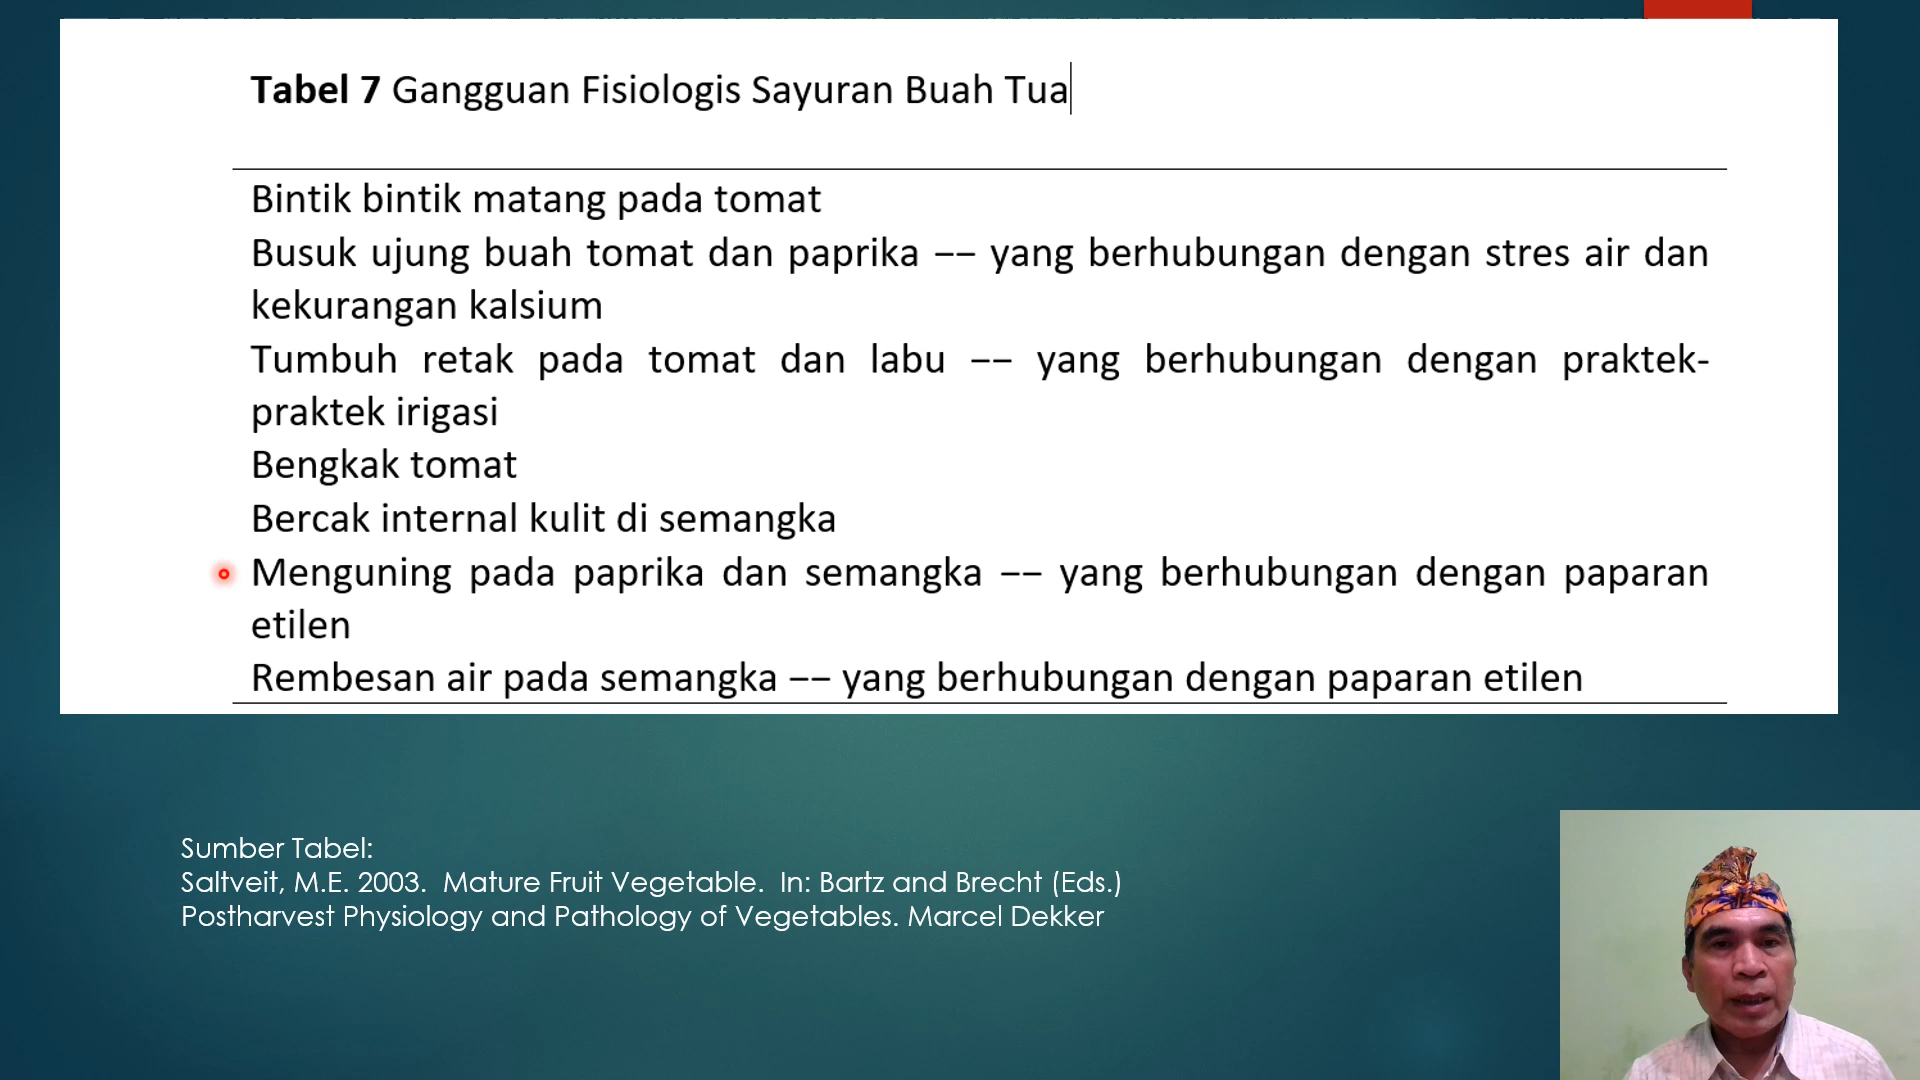 Tabel 7 Gangguan Fisiologis Sayuran Buah Tua
Bintik bintik matang pada tomat
Busuk ujung buah tomat dan paprika −− yang berhubungan dengan stres air dan
kekurangan kalsium
Tumbuh retak pada tomat dan labu −− yang berhubungan dengan praktek-
praktek irigasi
Bengkak tomat
Bercak internal kulit di semangka
Menguning pada paprika dan semangka −− yang berhubungan dengan paparan
etilen
Rembesan air pada semangka −− yang berhubungan dengan paparan etilen
Sumber Tabel:
Saltveit, M.E. 2003.  Mature Fruit Vegetable.  In: Bartz and Brecht (Eds.)
Postharvest Physiology and Pathology of Vegetables. Marcel Dekker